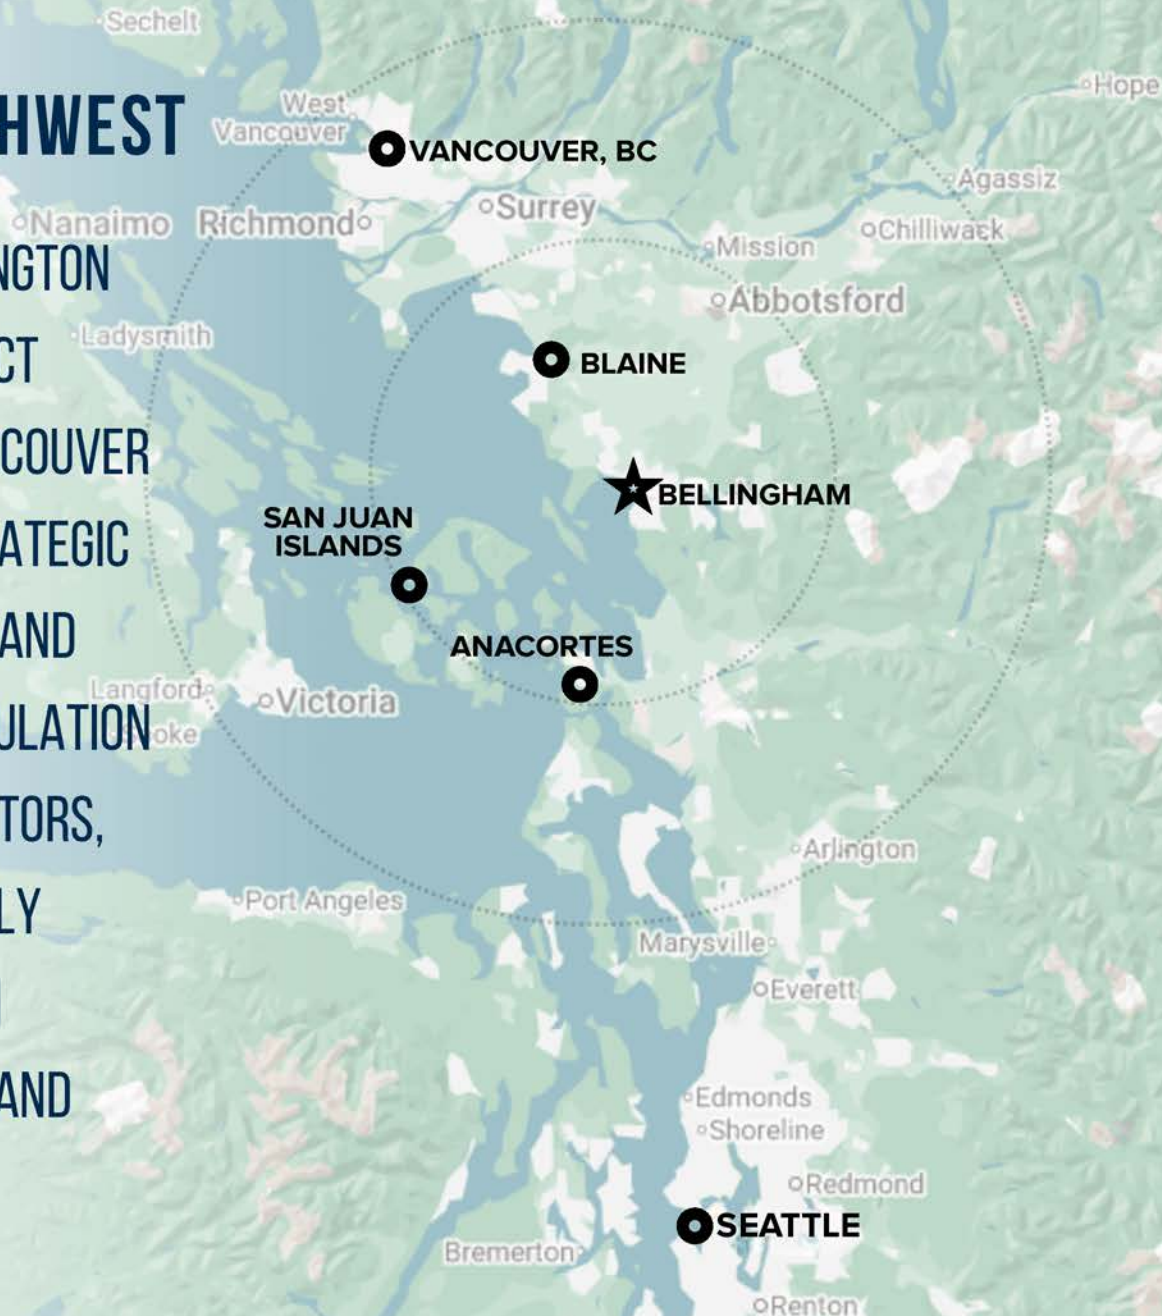 HWEST
NGTON
CT
COUVER
ATEGIC
AND
ULATION
TORS,
LY
AND
Sechelt
Hope
West
Vancouver
VANCOUVER, BC
Agassiz
Nanaimo
Richmond
Surrey
Chilliwack
Mission
Abbotsford
Ladysmith
BLAINE
BELLINGHAM
SAN JUAN
ISLANDS
ANACORTES
Langford
Victoria
ooke
Arlington
Port Angeles
Marysville
Everett
Edmonds
Shoreline
Redmond
SEATTLE
Bremerton
Renton